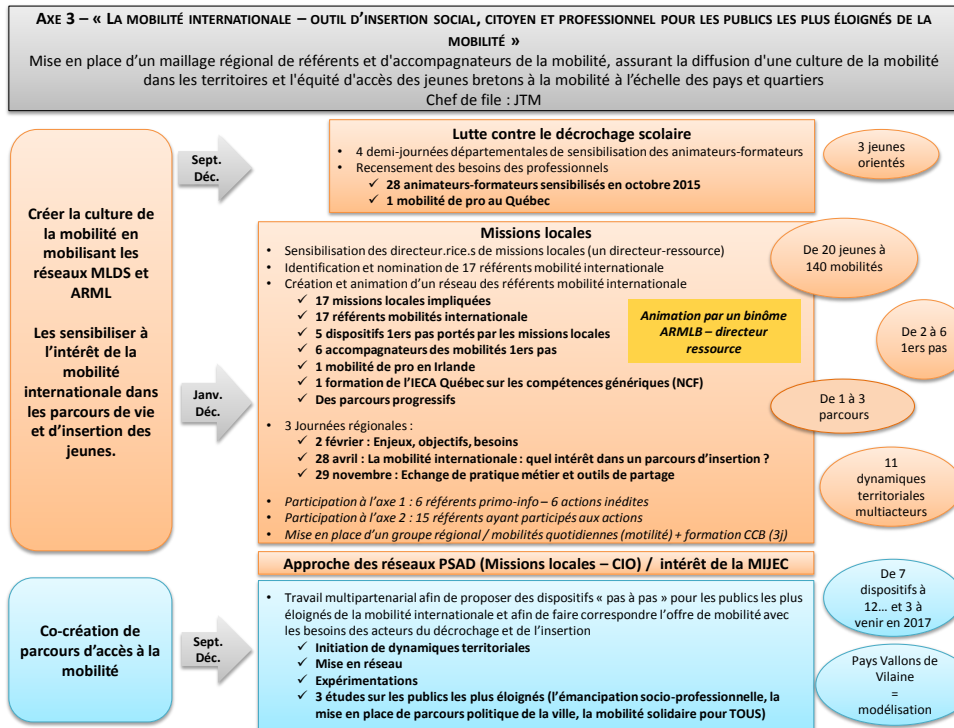 AXE 3 – « LA MOBILITÉ INTERNATIONALE – OUTIL D'INSERTION SOCIAL, CITOYEN ET PROFESSIONNEL POUR LES PUBLICS LES PLUS ÉLOIGNÉS DE LA
MOBILITÉ »
Mise en place d'un maillage régional de référents et d'accompagnateurs de la mobilité, assurant la diffusion d'une culture de la mobilité
dans les territoires et l'équité d'accès des jeunes bretons à la mobilité à l'échelle des pays et quartiers
Chef de file : JTM
Créer la culture de
la mobilité en
mobilisant les
réseaux MLDS et
ARML
Les sensibiliser à
l'intérêt de la
mobilité
internationale dans
les parcours de vie
et d'insertion des
jeunes.
Sept.
Déc.
Lutte contre le décrochage scolaire
• 4 demi-journées départementales de sensibilisation des animateurs-formateurs
• Recensement des besoins des professionnels
✓ 28 animateurs-formateurs sensibilisés en octobre 2015
✓ 1 mobilité de pro au Québec
3 jeunes
orientés
Janv.
Déc.
Missions locales
• Sensibilisation des directeur.rice.s de missions locales (un directeur-ressource)
• Identification et nomination de 17 référents mobilité internationale
• Création et animation d'un réseau des référents mobilité internationale
✓ 17 missions locales impliquées
✓ 17 référents mobilités internationale
✓ 5 dispositifs 1ers pas portés par les missions locales
✓ 6 accompagnateurs des mobilités 1ers pas
✓ 1 mobilité de pro en Irlande
✓ 1 formation de l'IECA Québec sur les compétences génériques (NCF)
✓ Des parcours progressifs
Animation par un binôme
ARMLB – directeur
ressource
• 3 Journées régionales :
✓ 2 février : Enjeux, objectifs, besoins
✓ 28 avril : La mobilité internationale : quel intérêt dans un parcours d'insertion ?
✓ 29 novembre : Echange de pratique métier et outils de partage
• Participation à l'axe 1 : 6 référents primo-info – 6 actions inédites
• Participation à l'axe 2 : 15 référents ayant participés aux actions
• Mise en place d'un groupe régional / mobilités quotidiennes (motilité) + formation CCB (3j)
De 20 jeunes à
140 mobilités
De 2 à 6
1ers pas
De 1 à 3
parcours
11
dynamiques
territoriales
multiacteurs
Approche des réseaux PSAD (Missions locales – CIO) / intérêt de la MIJEC
Co-création de
parcours d'accès à la
mobilité
Sept.
Déc.
• Travail multipartenarial afin de proposer des dispositifs « pas à pas » pour les publics les plus
éloignés de la mobilité internationale et afin de faire correspondre l'offre de mobilité avec
les besoins des acteurs du décrochage et de l'insertion
✓ Initiation de dynamiques territoriales
✓ Mise en réseau
✓ Expérimentations
✓ 3 études sur les publics les plus éloignés (l'émancipation socio-professionnelle, la
mise en place de parcours politique de la ville, la mobilité solidaire pour TOUS)
De 7
dispositifs à
12... et 3 à
venir en 2017
Pays Vallons de
Vilaine
=
modélisation